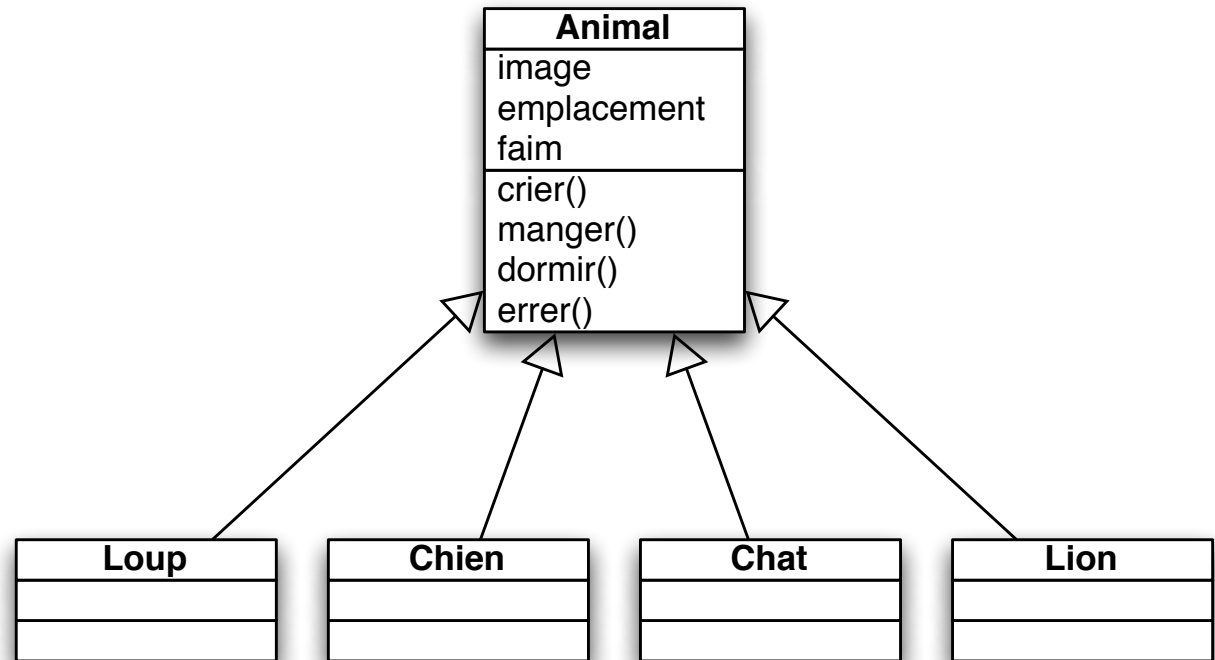 Animal
image
emplacement
faim
crier()
manger()
dormir()
errer()
Loup
Chien
Chat
Lion